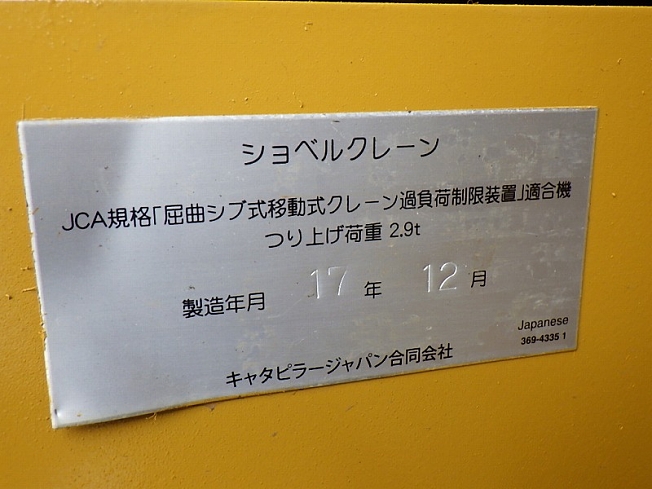 ショベルクレーン
JCA規格｢屈曲ジブ式移動式クレーン過負荷制限装置｣適合機
つり上げ荷重 2.9t
製造年月 17 年 12 月
Japanese
369-4335 1
キャタピラージャパン合同会社